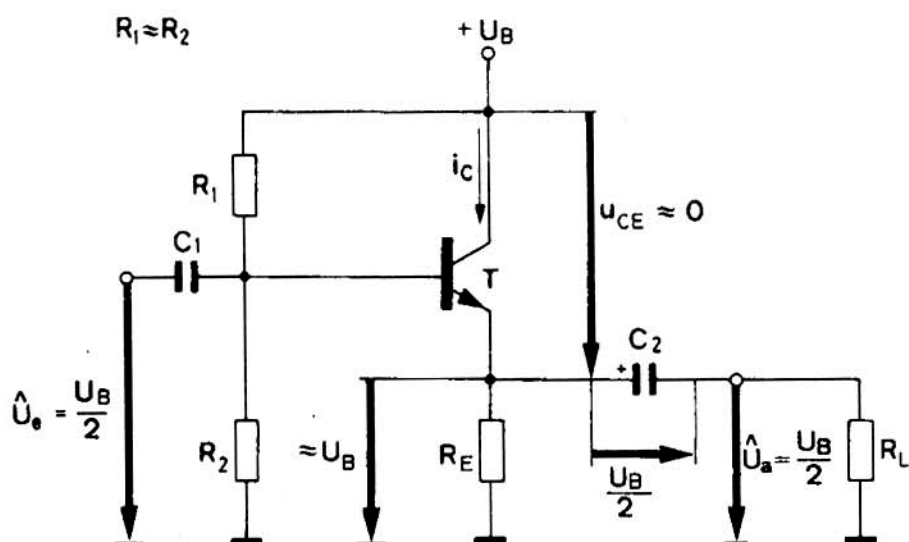 R₁≈R₂
+ U_B
R₁
i_C
u_CE ≈ 0
C₁
T
C₂
+
Û_e = U_B/2
R₂
≈ U_B
R_E
U_B/2
Û_a = U_B/2
R_L